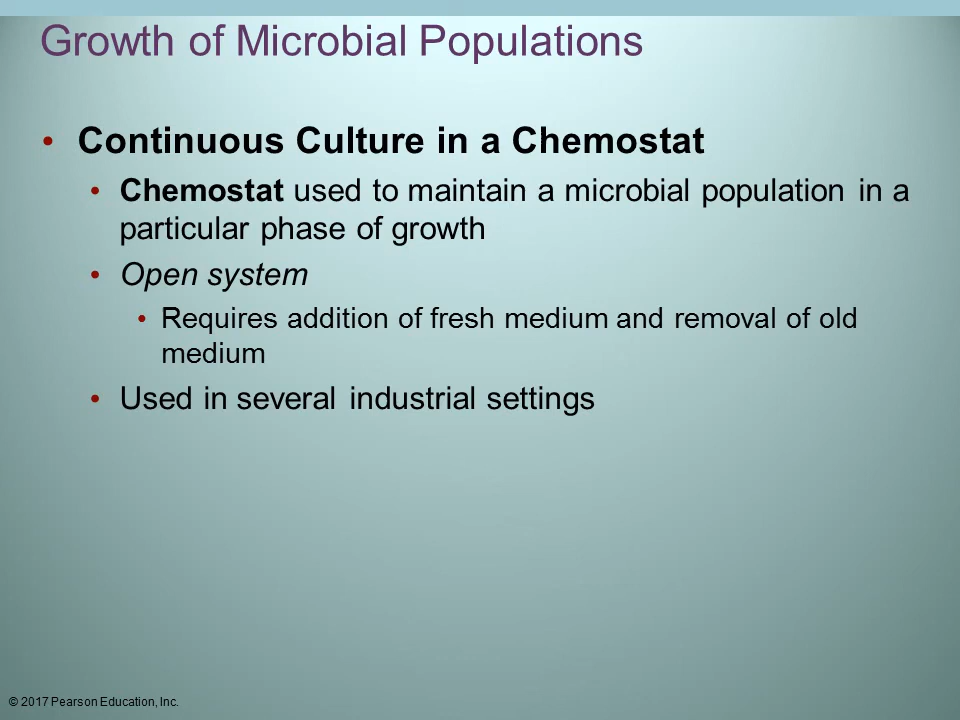 Growth of Microbial Populations
• Continuous Culture in a Chemostat
• Chemostat used to maintain a microbial population in a
particular phase of growth
• Open system
• Requires addition of fresh medium and removal of old
medium
• Used in several industrial settings
© 2017 Pearson Education, Inc.